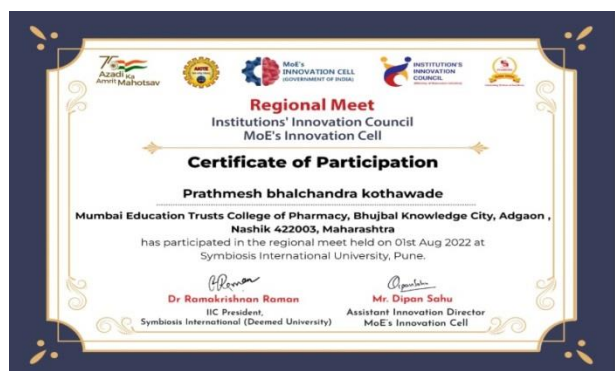 Azadi Ka
Amrit Mahotsav
AICTE
MoE's
INNOVATION CELL
(GOVERNMENT OF INDIA)
INSTITUTION'S
INNOVATION
COUNCIL
Regional Meet
Institutions' Innovation Council
MoE's Innovation Cell
Certificate of Participation
Prathmesh bhalchandra kothawade
Mumbai Education Trusts College of Pharmacy, Bhujbal Knowledge City, Adgaon ,
Nashik 422003, Maharashtra
has participated in the regional meet held on 01st Aug 2022 at
Symbiosis International University, Pune.
Dr Ramakrishnan Raman
IIC President,
Symbiosis International (Deemed University)
Mr. Dipan Sahu
Assistant Innovation Director
MoE's Innovation Cell